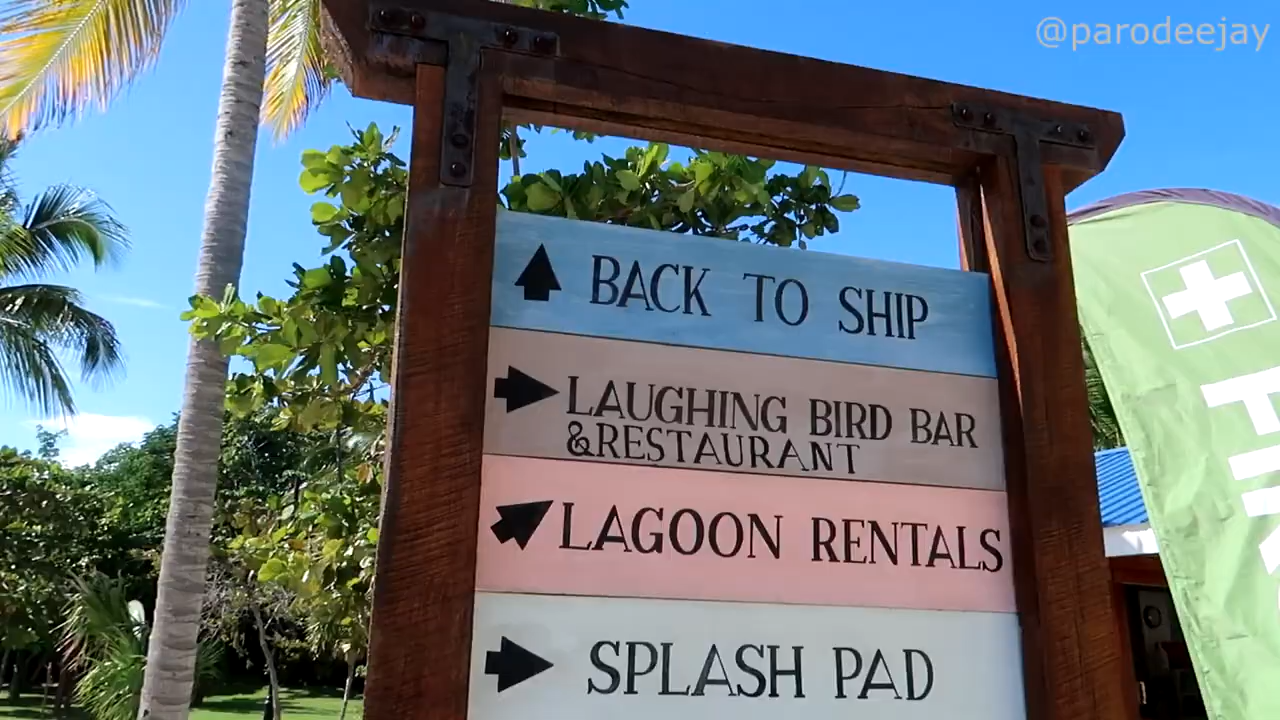 @parodeejay
BACK TO SHIP
LAUGHING BIRD BAR
&RESTAURANT
LAGOON RENTALS
SPLASH PAD